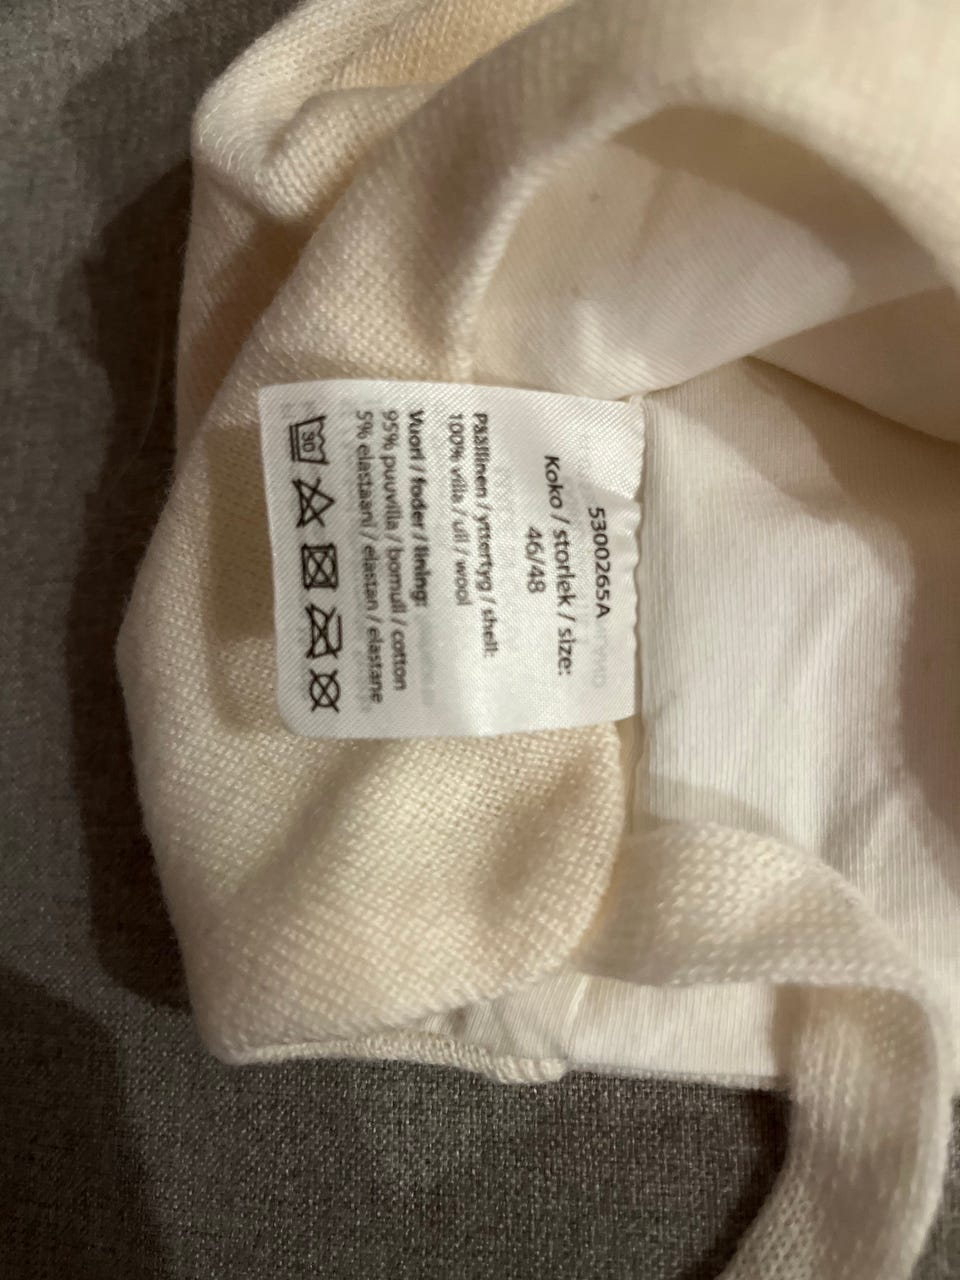 5300265A
Koko / storlek / size:
46/48
Päällinen / yttertyg / shell:
100% villa / ull / wool
Vuori / foder / lining:
95% puuvilla / bomull / cotton
5% elastaani / elastan / elastane
30